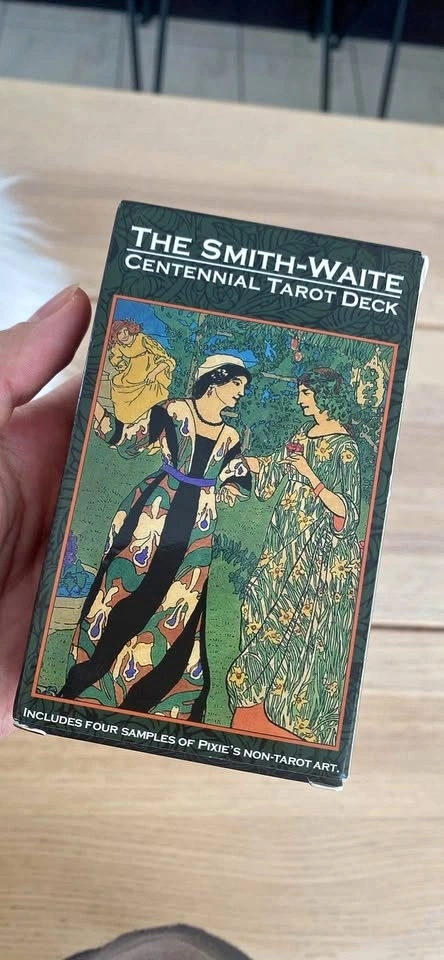 THE SMITH-WAITE
CENTENNIAL TAROT DECK
INCLUDES FOUR SAMPLES OF PIXIE'S NON-TAROT ART.